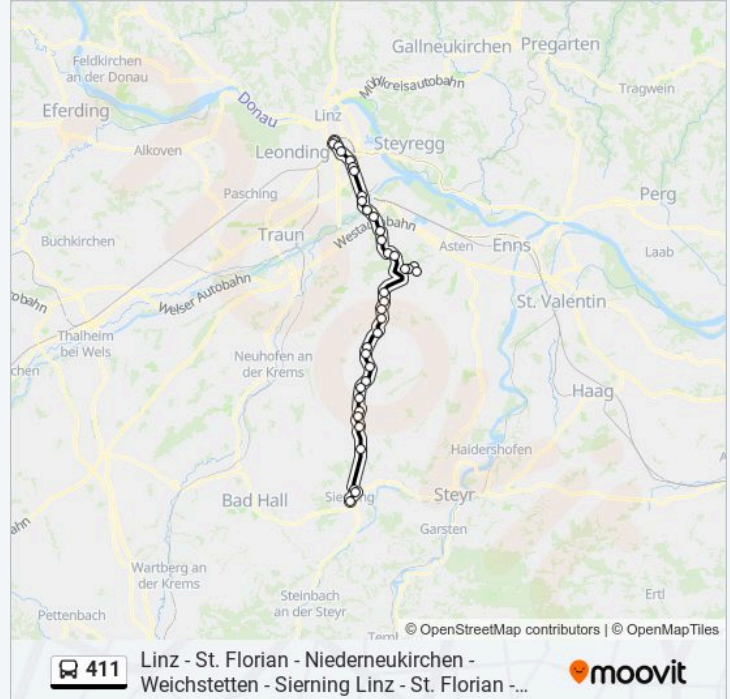 Gallneukirchen
Pregarten
Feldkirchen
an der Donau
Mühlkreisautobahn
Tragwein
Eferding
Donau
Linz
Steyregg
Alkoven
Leonding
Pasching
Perg
Traun
Buchkirchen
Asten
Enns
Laab
Welser Autobahn
St. Valentin
Thalheim
bei Wels
Neuhofen an
der Krems
Haag
Haidershofen
Bad Hall
Steyr
Garsten
Wartberg an
der Krems
Steinbach
an der Steyr
Ertl
Pettenbach
© OpenStreetMap contributors | © OpenMapTiles
411
Linz - St. Florian - Niederneukirchen -
Weichstetten - Sierning Linz - St. Florian -...
moovit